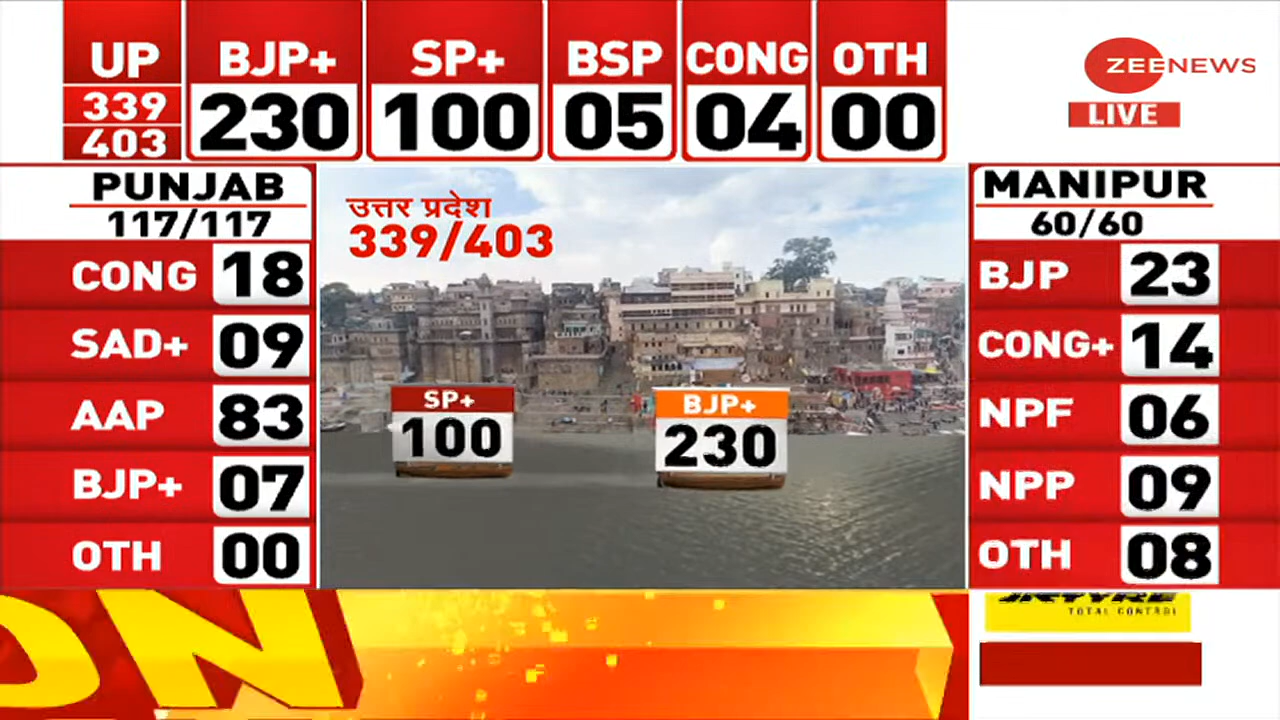 UP BJP+ SP+ BSP CONG OTH
339 230 100 05 04 00
403
ZEE NEWS
LIVE
PUNJAB
117/117
CONG 18
SAD+ 09
AAP 83
BJP+ 07
OTH 00
उत्तर प्रदेश
339/403
SP+
100
BJP+
230
MANIPUR
60/60
BJP 23
CONG+ 14
NPF 06
NPP 09
OTH 08
TOTAL CONTROL